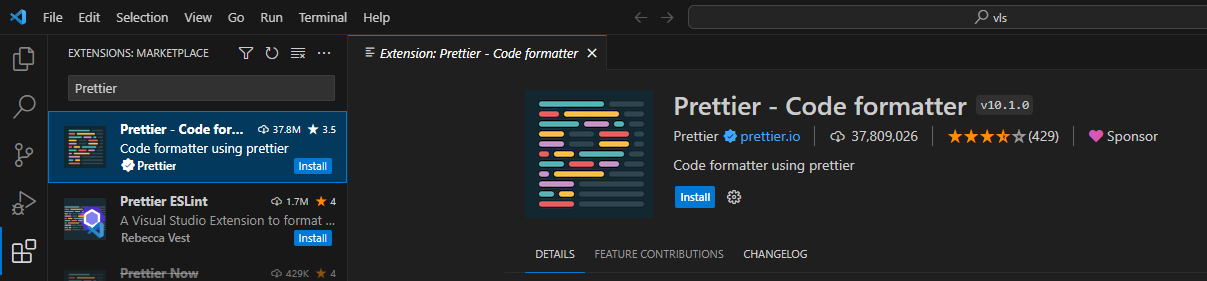 File Edit Selection View Go Run Terminal Help
vls
EXTENSIONS: MARKETPLACE
Prettier
Prettier - Code for... 37.8M 3.5
Code formatter using prettier
Prettier Install
Prettier ESLint 1.7M 4
A Visual Studio Extension to format ...
Rebecca Vest Install
Prettier Now 429K 4
Extension: Prettier - Code formatter
Prettier - Code formatter v10.1.0
Prettier prettier.io 37,809,026 (429) Sponsor
Code formatter using prettier
Install
DETAILS FEATURE CONTRIBUTIONS CHANGELOG